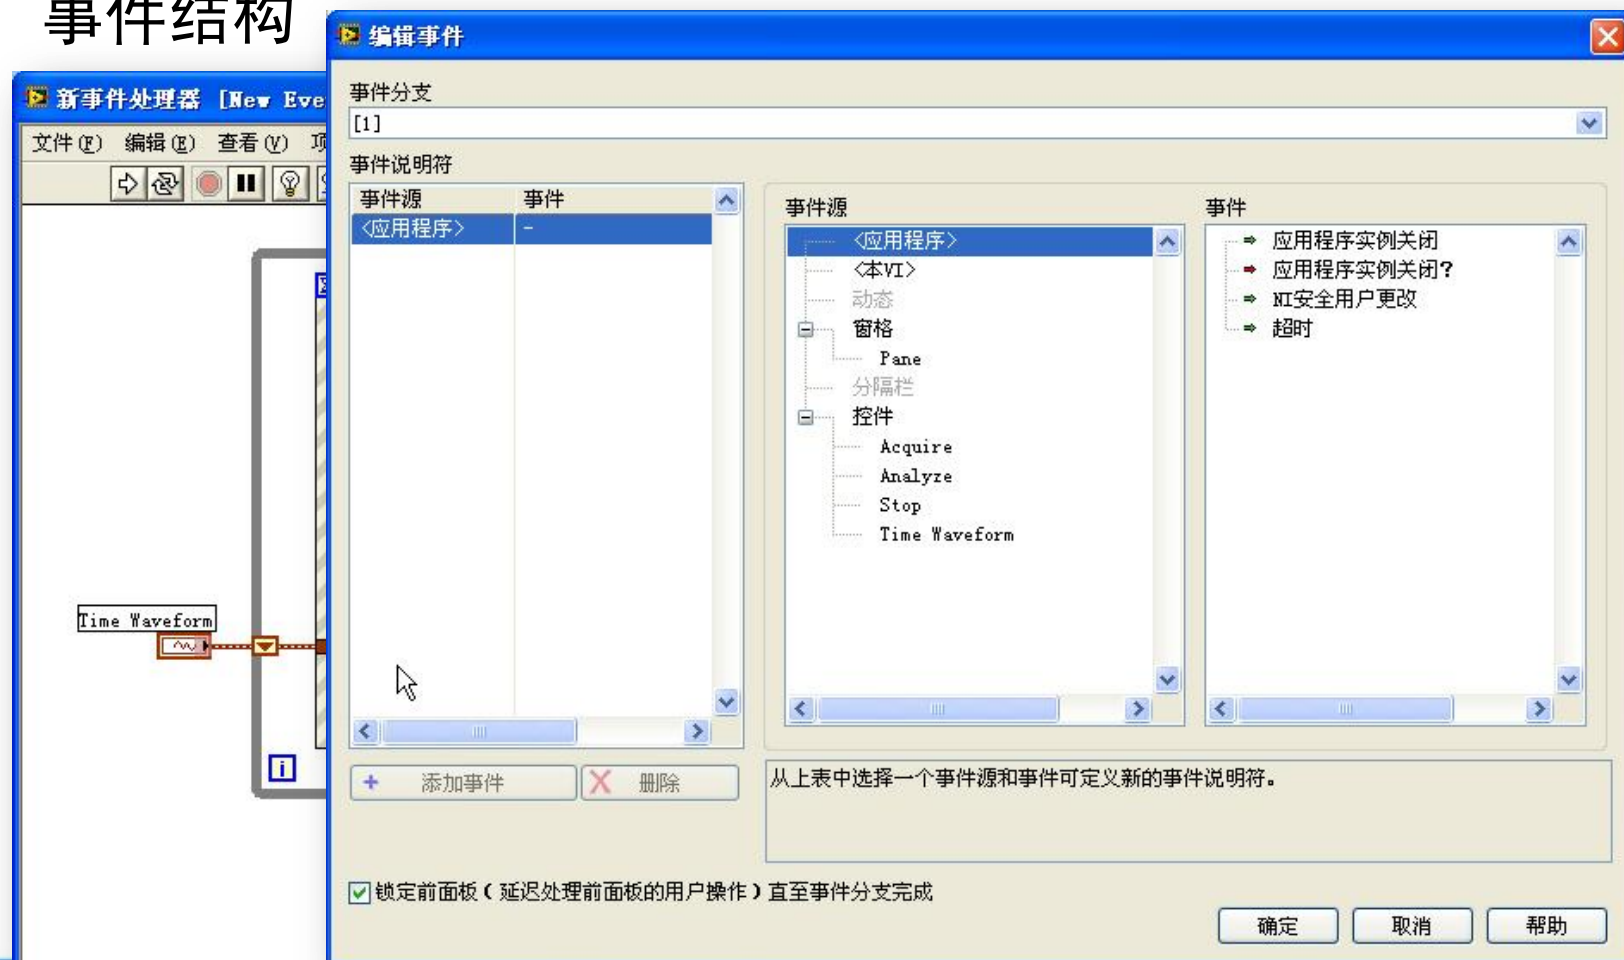 事件结构
编辑事件
新事件处理器 [New Eve
文件(F) 编辑(E) 查看(V) 项
事件分支
[1]
事件说明符
事件源 事件
<应用程序> -
事件源
<应用程序>
<本VI>
动态
窗格
Pane
分隔栏
控件
Acquire
Analyze
Stop
Time Waveform
事件
应用程序实例关闭
应用程序实例关闭?
NI安全用户更改
超时
Time Waveform
i
+ 添加事件
删除
从上表中选择一个事件源和事件可定义新的事件说明符。
锁定前面板(延迟处理前面板的用户操作)直至事件分支完成
确定 取消 帮助